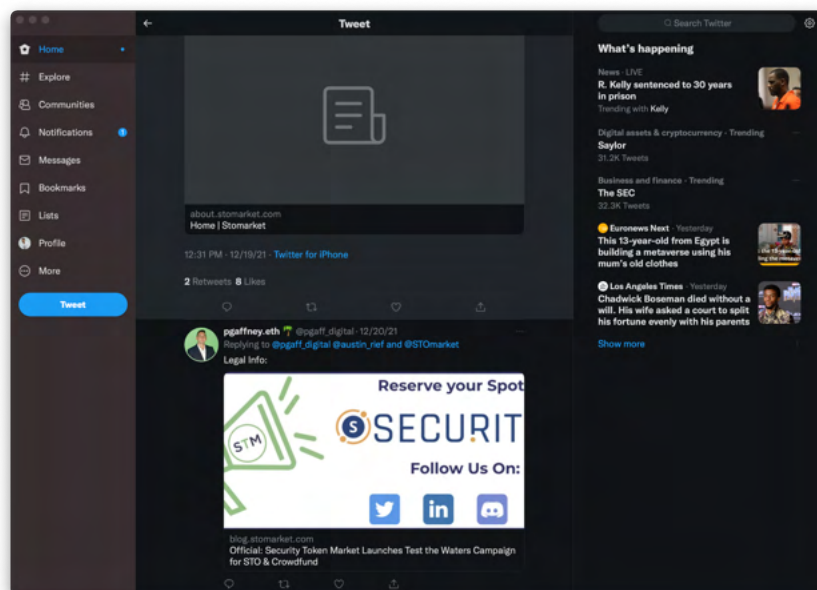 Home
Explore
Communities
Notifications
1
Messages
Bookmarks
Lists
Profile
More
Tweet
Tweet
about.stomarket.com
Home | Stomarket
12:31 PM · 12/19/21 · Twitter for iPhone
2 Retweets 8 Likes
pgaffney.eth 🌴 @pgaff_digital · 12/20/21
Replying to @pgaff_digital @austin_rief and @STOmarket
Legal Info:
Reserve your Spot
STM
S SECURIT
Follow Us On:
in
blog.stomarket.com
Official: Security Token Market Launches Test the Waters Campaign
for STO & Crowdfund
Search Twitter
What's happening
News · LIVE
R. Kelly sentenced to 30 years
in prison
Trending with Kelly
Digital assets & cryptocurrency · Trending
Saylor
31.2K Tweets
Business and finance · Trending
The SEC
32.3K Tweets
Euronews Next · Yesterday
This 13-year-old from Egypt is
building a metaverse using his
mum's old clothes
Los Angeles Times · Yesterday
Chadwick Boseman died without a
will. His wife asked a court to split
his fortune evenly with his parents
Show more